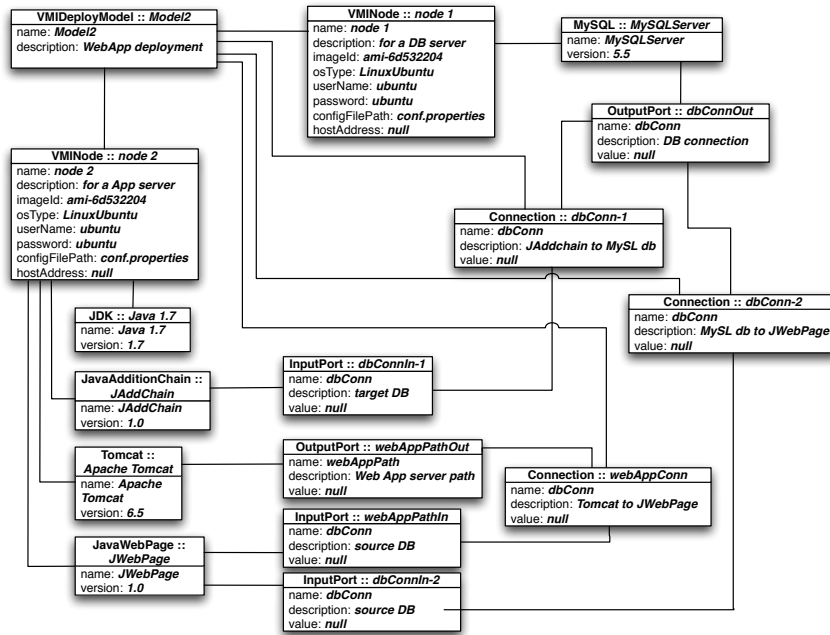 VMIDeployModel :: Model2
name: Model2
description: WebApp deployment
VMINode :: node 1
name: node 1
description: for a DB server
imageId: ami-6d532204
osType: LinuxUbuntu
userName: ubuntu
password: ubuntu
configFilePath: conf.properties
hostAddress: null
MySQL :: MySQLServer
name: MySQLServer
version: 5.5
OutputPort :: dbConnOut
name: dbConn
description: DB connection
value: null
VMINode :: node 2
name: node 2
description: for a App server
imageId: ami-6d532204
osType: LinuxUbuntu
userName: ubuntu
password: ubuntu
configFilePath: conf.properties
hostAddress: null
Connection :: dbConn-1
name: dbConn
description: JAddchain to MySL db
value: null
Connection :: dbConn-2
name: dbConn
description: MySL db to JWebPage
value: null
JDK :: Java 1.7
name: Java 1.7
version: 1.7
JavaAdditionChain ::
JAddChain
name: JAddChain
version: 1.0
InputPort :: dbConnIn-1
name: dbConn
description: target DB
value: null
Tomcat ::
Apache Tomcat
name: Apache
Tomcat
version: 6.5
OutputPort :: webAppPathOut
name: webAppPath
description: Web App server path
value: null
Connection :: webAppConn
name: dbConn
description: Tomcat to JWebPage
value: null
JavaWebPage ::
JWebPage
name: JWebPage
version: 1.0
InputPort :: webAppPathIn
name: dbConn
description: source DB
value: null
InputPort :: dbConnIn-2
name: dbConn
description: source DB
value: null